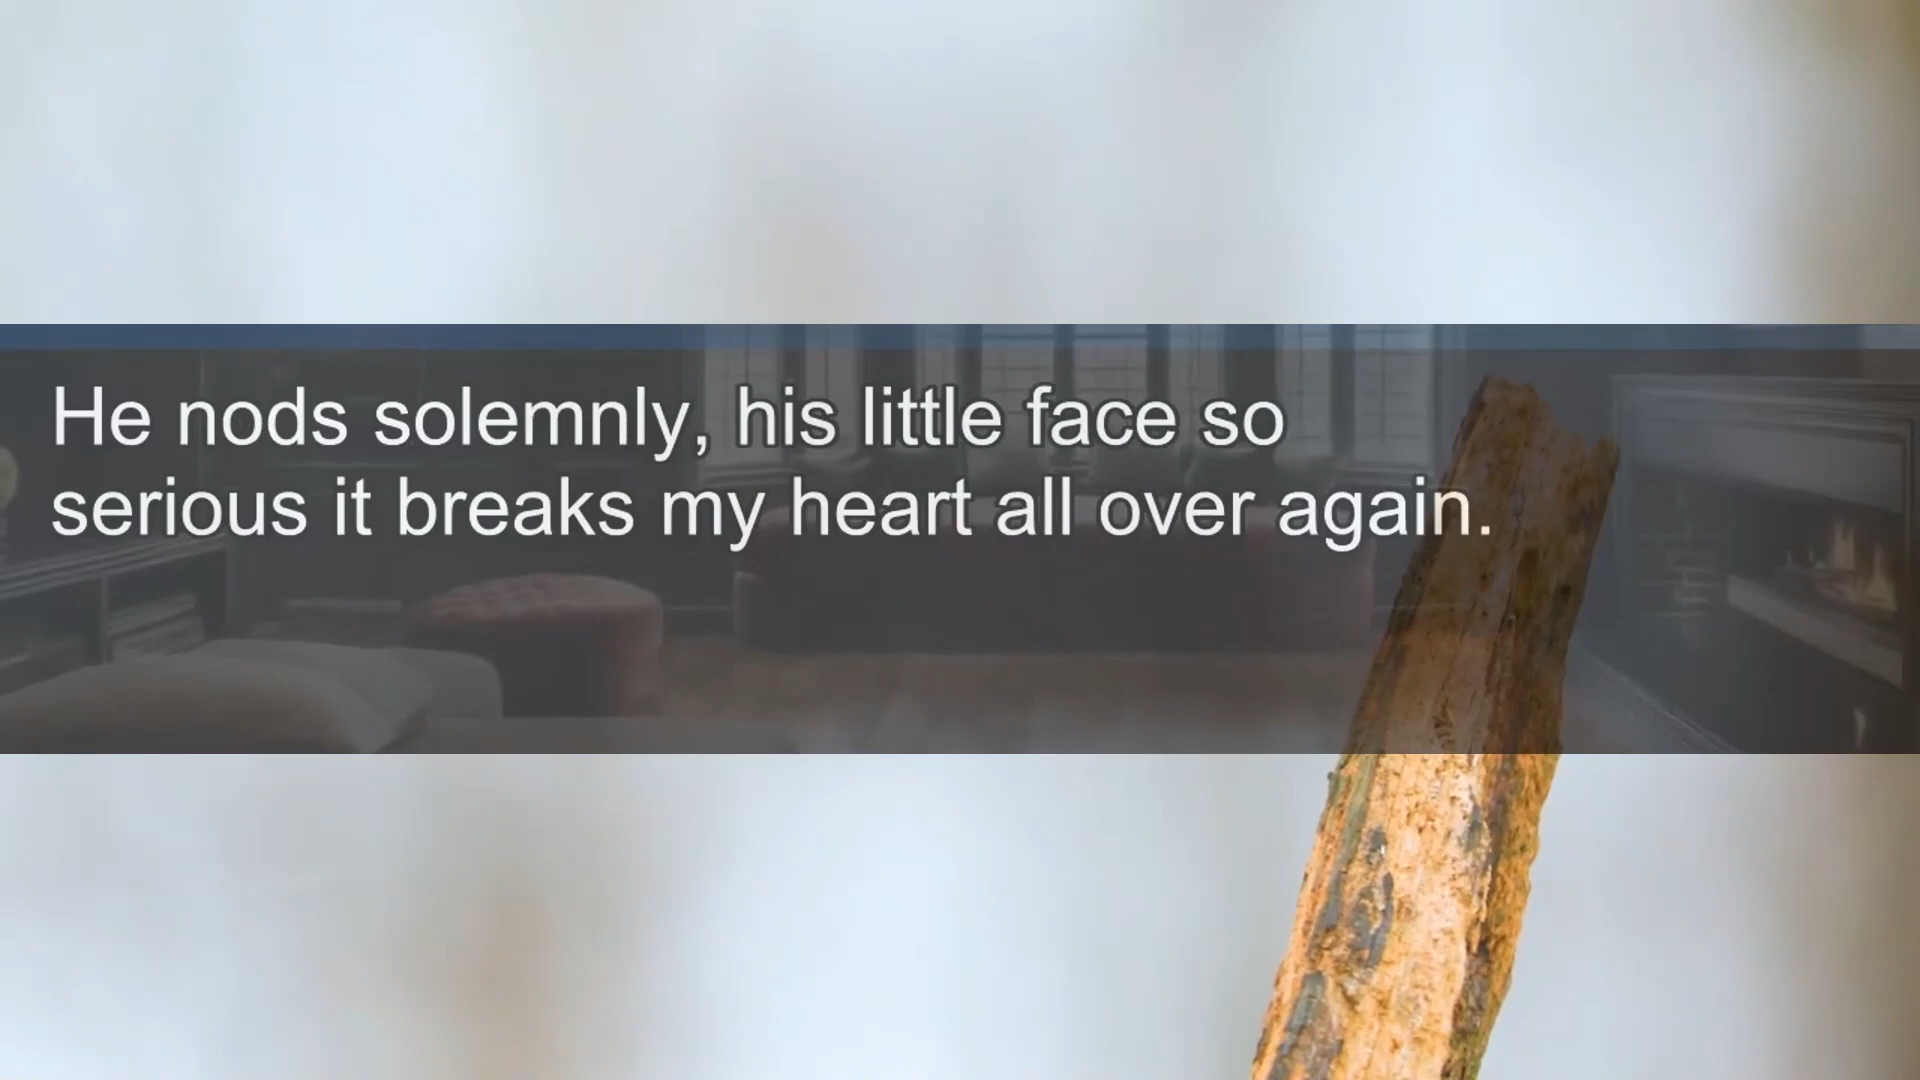 He nods solemnly, his little face so
serious it breaks my heart all over again.